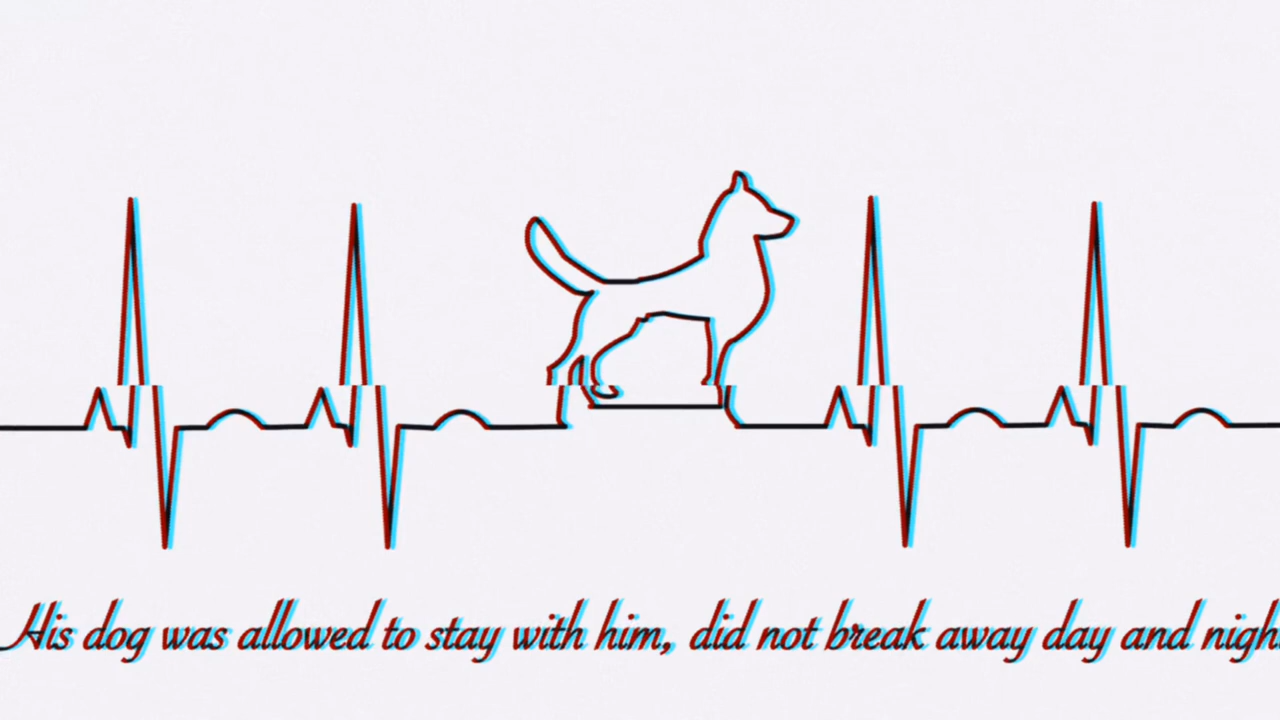 His dog was allowed to stay with him, did not break away day and nigh